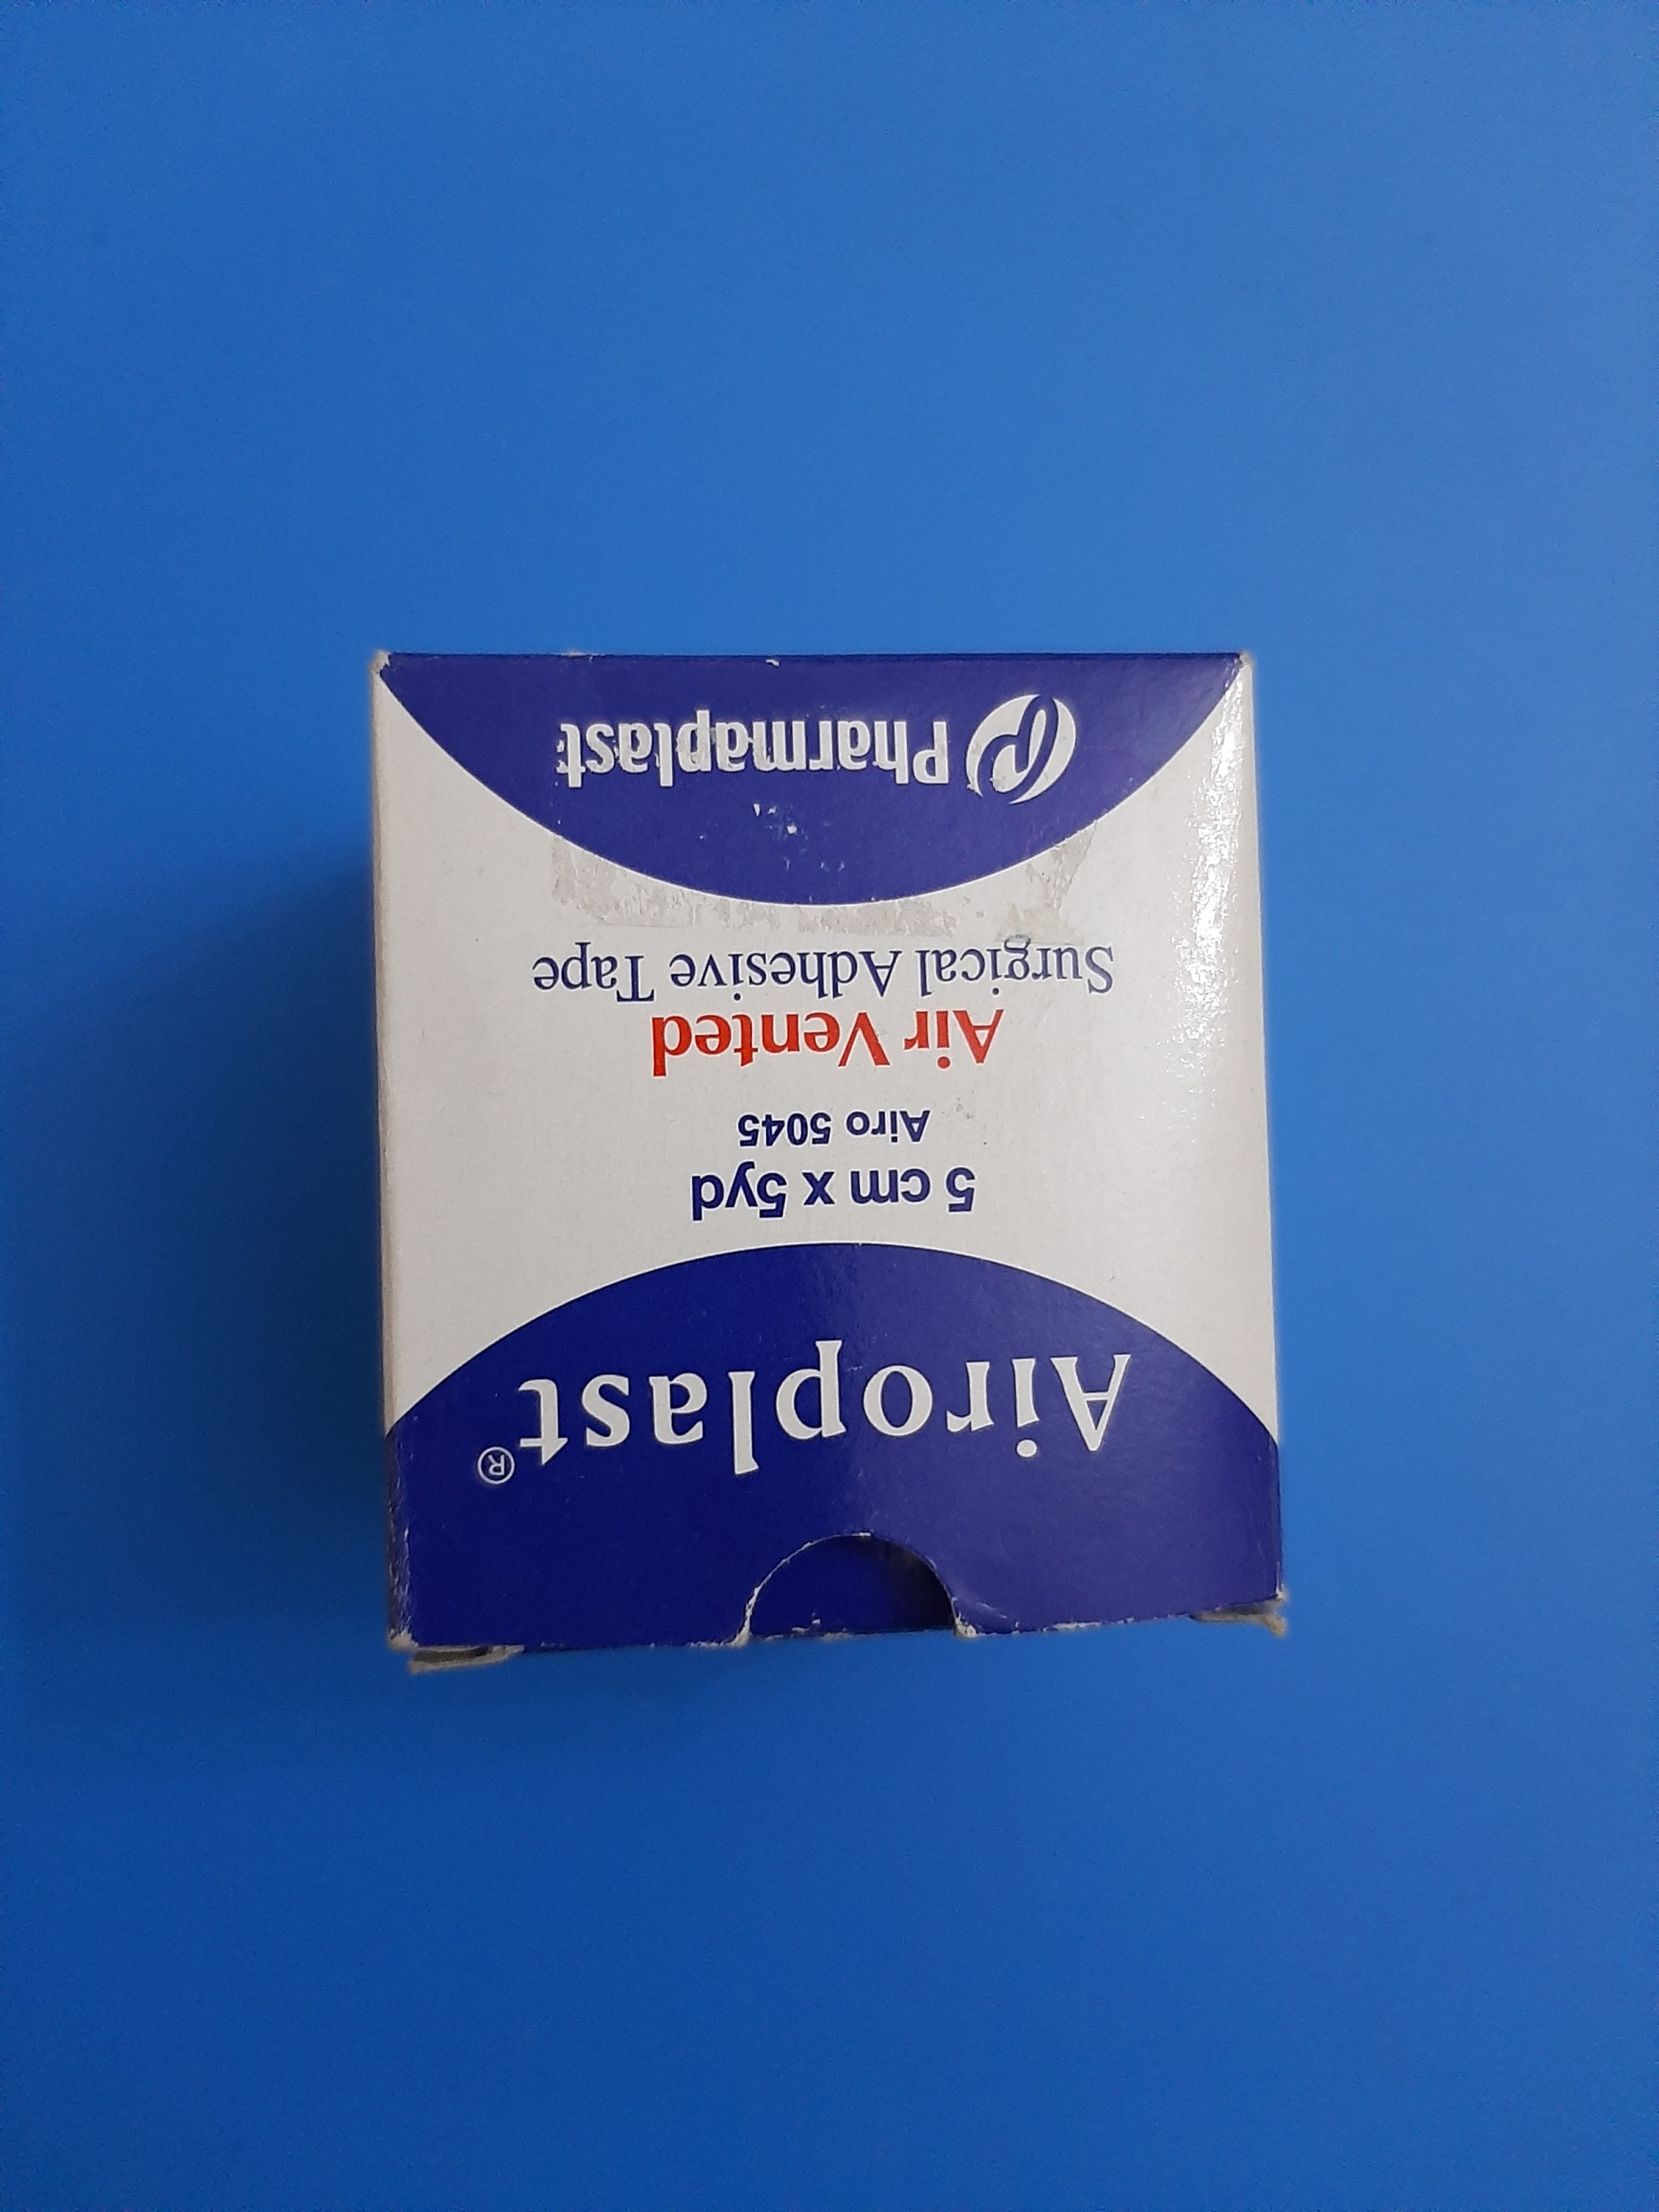 Airoplast®
5 cm x 5yd
Airo 5045
Air Vented
Surgical Adhesive Tape
Pharmaplast